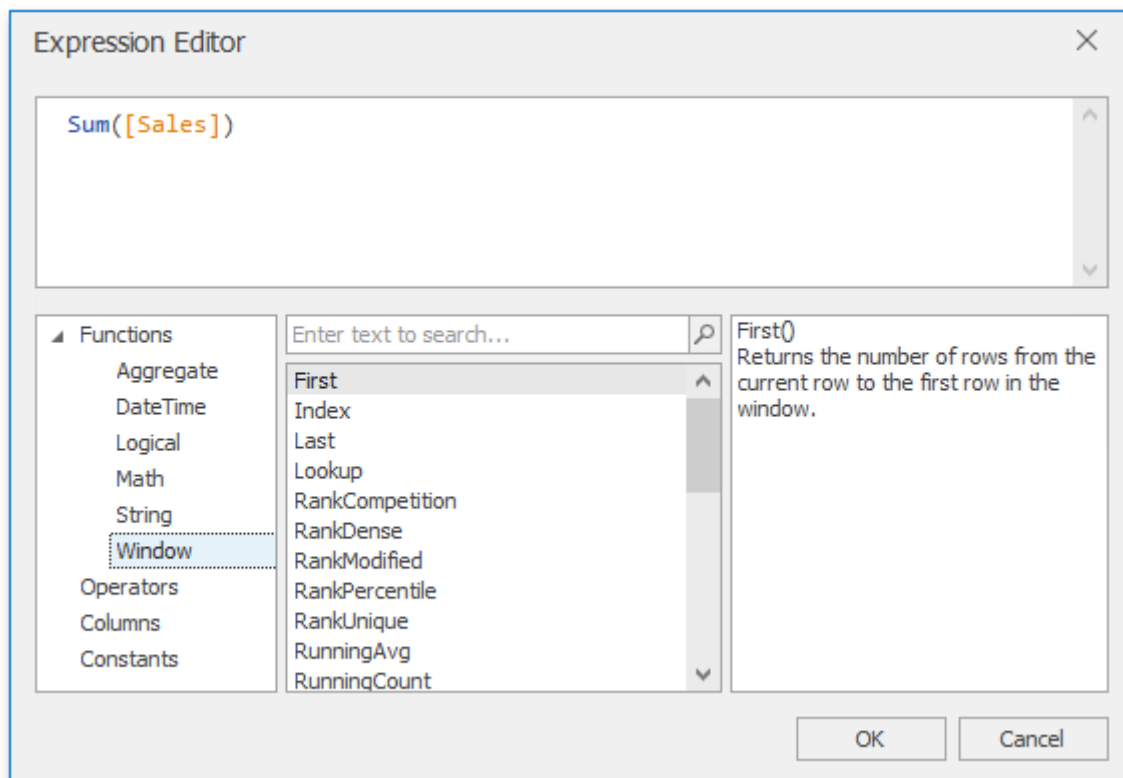 Expression Editor
Sum([Sales])
Functions
Aggregate
DateTime
Logical
Math
String
Window
Operators
Columns
Constants
Enter text to search...
First
Index
Last
Lookup
RankCompetition
RankDense
RankModified
RankPercentile
RankUnique
RunningAvg
RunningCount
First()
Returns the number of rows from the
current row to the first row in the
window.
OK
Cancel